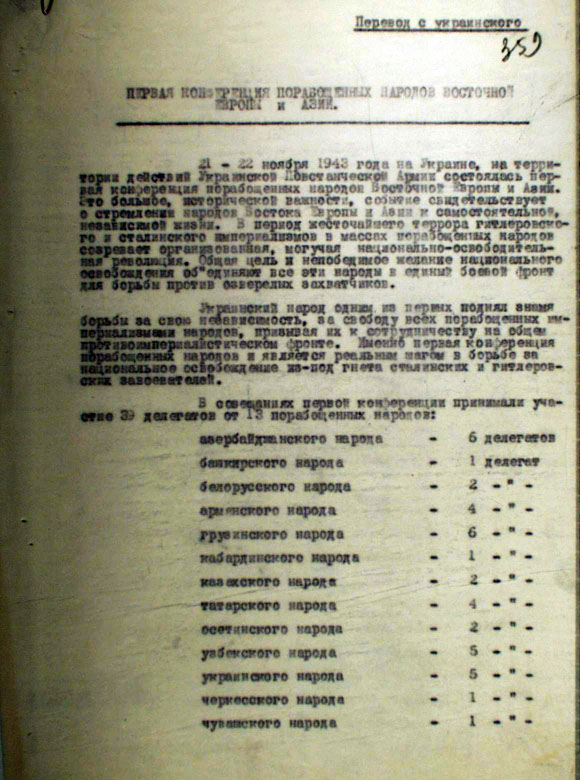 Перевод с украинского
359
ПЕРВАЯ КОНФЕРЕНЦИЯ ПОРАБОЩЕННЫХ НАРОДОВ ВОСТОЧНОЙ
ЕВРОПЫ и АЗИИ.
21 - 22 ноября 1943 года на Украине, на терри-
тории действий Украинской Повстанческой Армии состоялась пер-
вая конференция порабощенных народов Восточной Европы и Азии.
Это большое, исторической важности, событие свидетельствует
о стремлении народов Востока Европы и Азии к самостоятельной,
независимой жизни. В период жесточайшего террора гитлеровско-
го и сталинского империализмов в массах порабощенных народов
созревает организованая, могучая национально-освободитель-
ная революция. Общая цель и непобедимое желание национального
освобождения об"единяют все эти народы в единый боевой фронт
для борьбы против озверелых захватчиков.
Украинский народ одним из первых поднял знамя
борьбы за свою независимость, за свободу всех порабощенных им-
периализмами народов, призывая их к сотрудничеству на общем
противоимпериалистическом фронте. Именно первая конференция
порабощенных народов и является реальным шагом в борьбе за
национальное освобождение из-под гнета сталинских и гитлеров-
ских завоевателей.
В совещаниях первой конференции принимали уча-
стие 39 делегатов от 13 порабощенных народов:
азербайджанского народа - 6 делегатов
башкирского народа - 1 делегат
белорусского народа - 2 -"-
армянского народа - 4 -"-
грузинского народа - 6 -"-
кабардинского народа - 1 -"-
казахского народа - 2 -"-
татарского народа - 4 -"-
осетинского народа - 2 -"-
узбекского народа - 5 -"-
украинского народа - 5 -"-
черкесского народа - 1 -"-
чувашского народа - 1 -"-